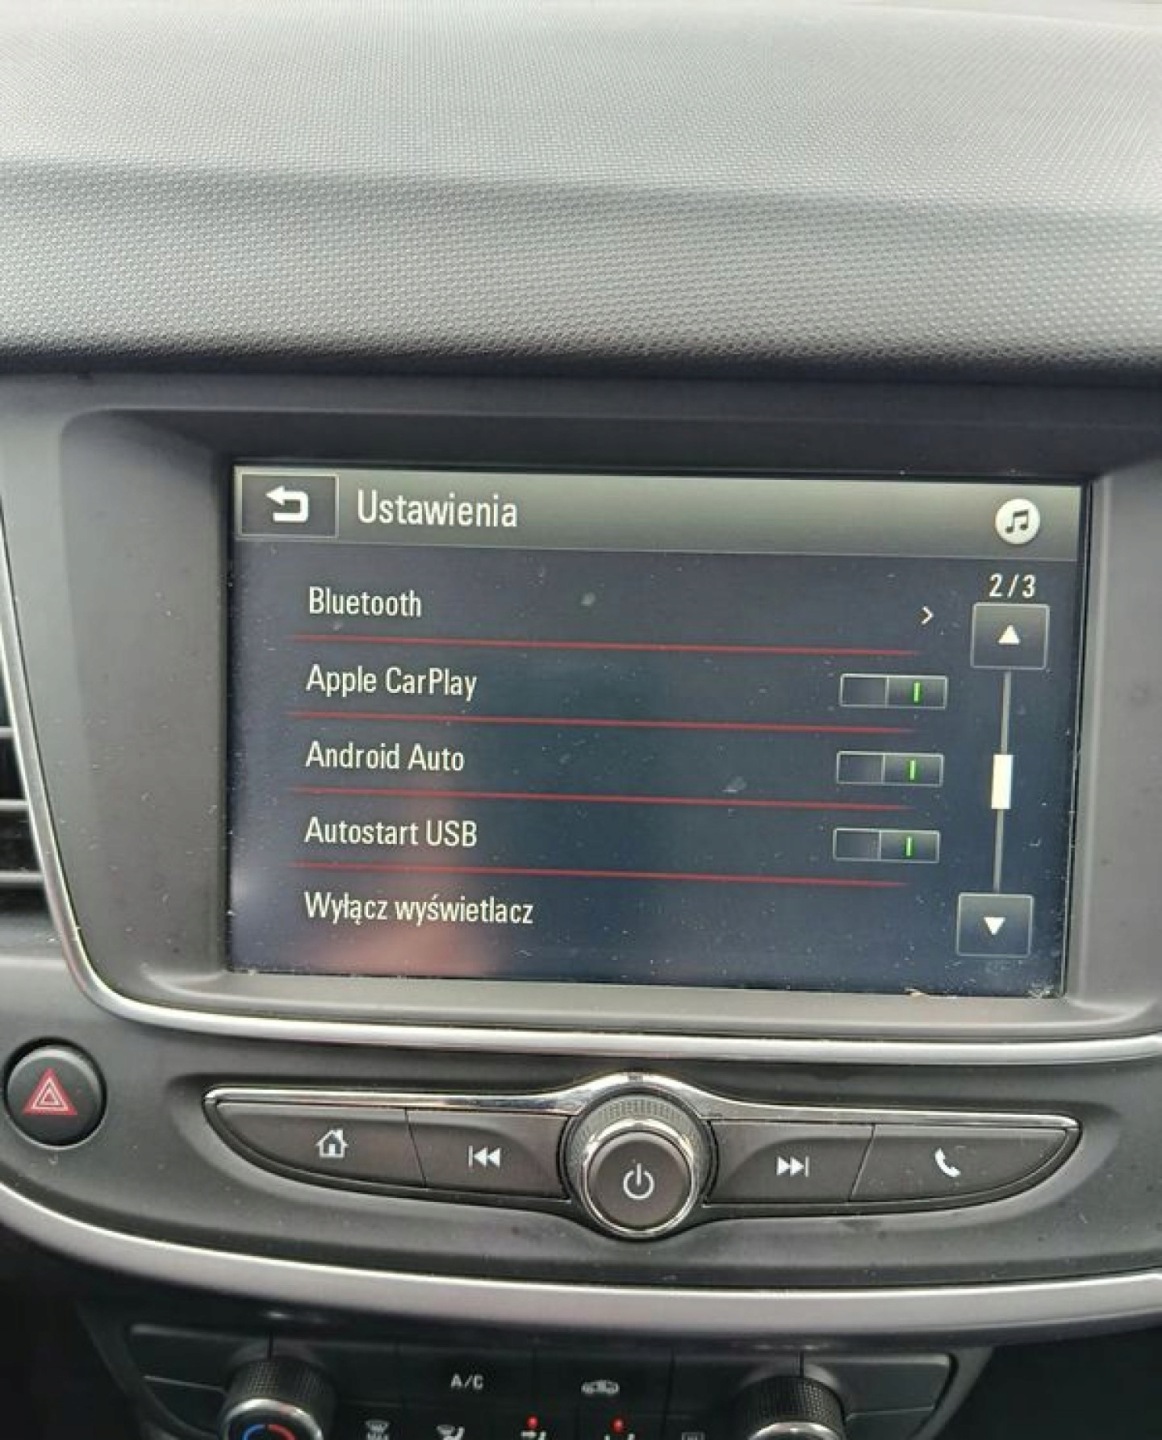 Ustawienia
2/3
Bluetooth
Apple CarPlay
Android Auto
Autostart USB
Wyłącz wyświetlacz
A/C